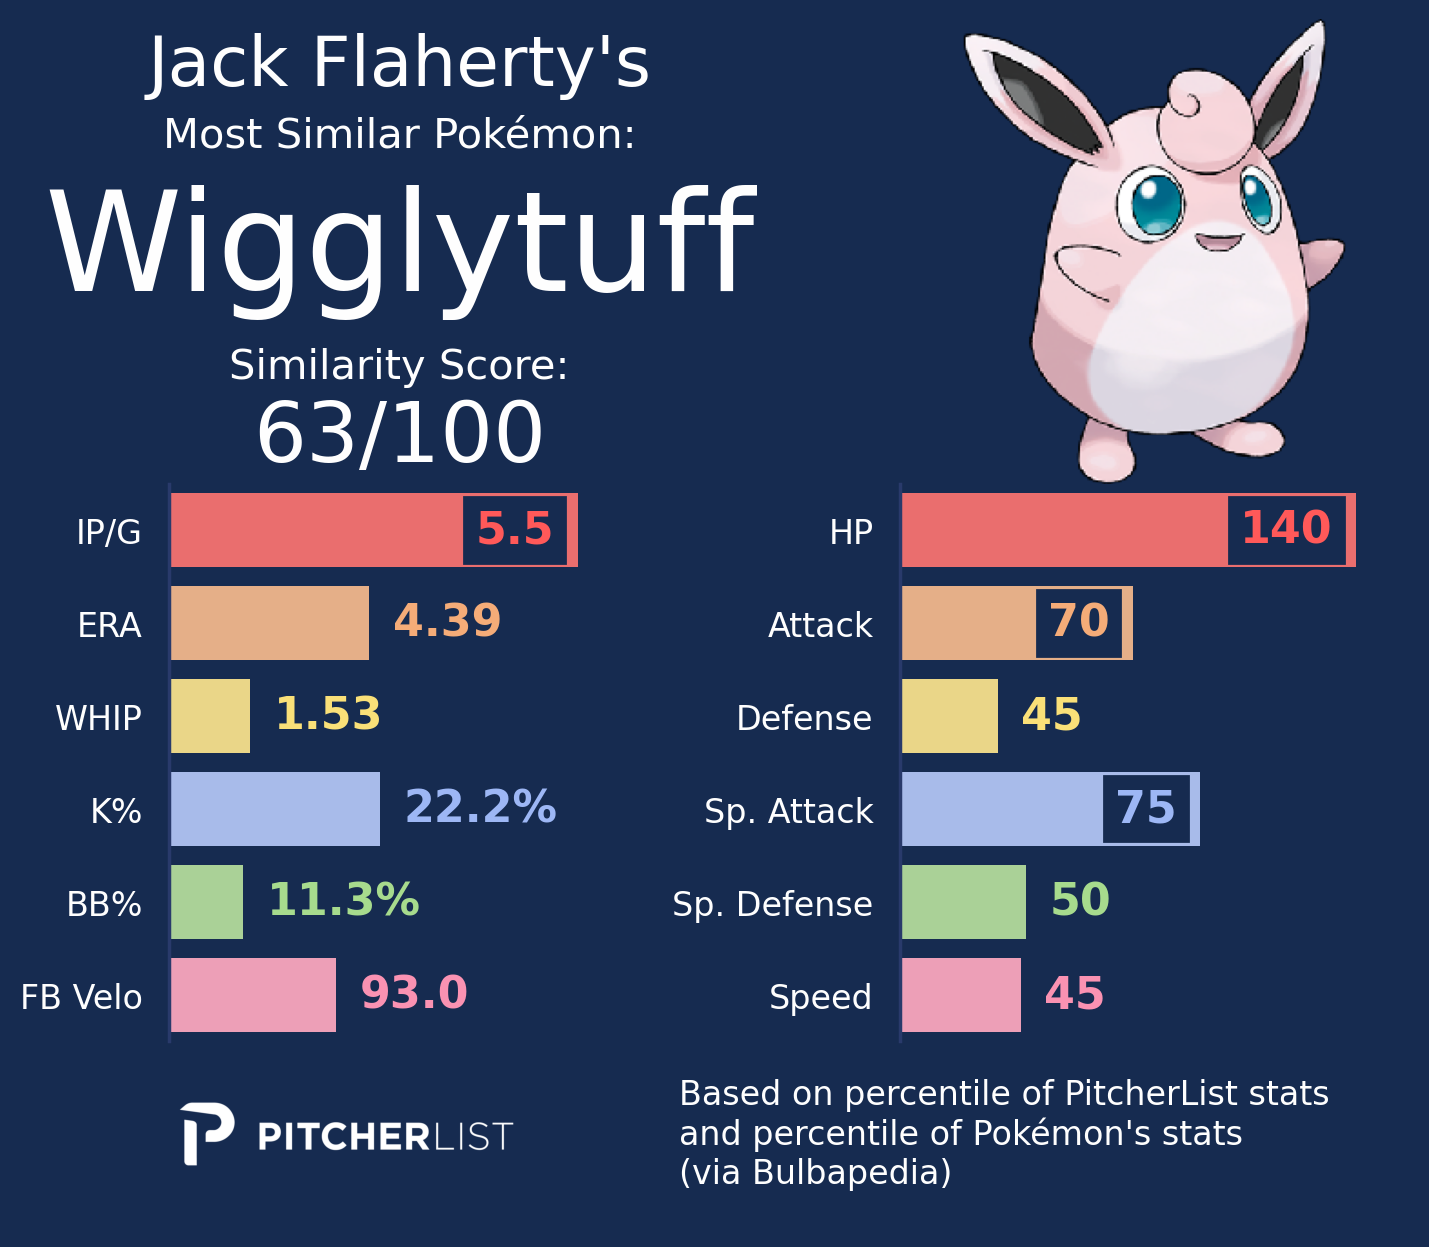 Jack Flaherty's
Most Similar Pokémon:
Wigglytuff
Similarity Score:
63/100
IP/G 5.5
ERA 4.39
WHIP 1.53
K% 22.2%
BB% 11.3%
FB Velo 93.0
HP 140
Attack 70
Defense 45
Sp. Attack 75
Sp. Defense 50
Speed 45
PITCHERLIST
Based on percentile of PitcherList stats
and percentile of Pokémon's stats
(via Bulbapedia)